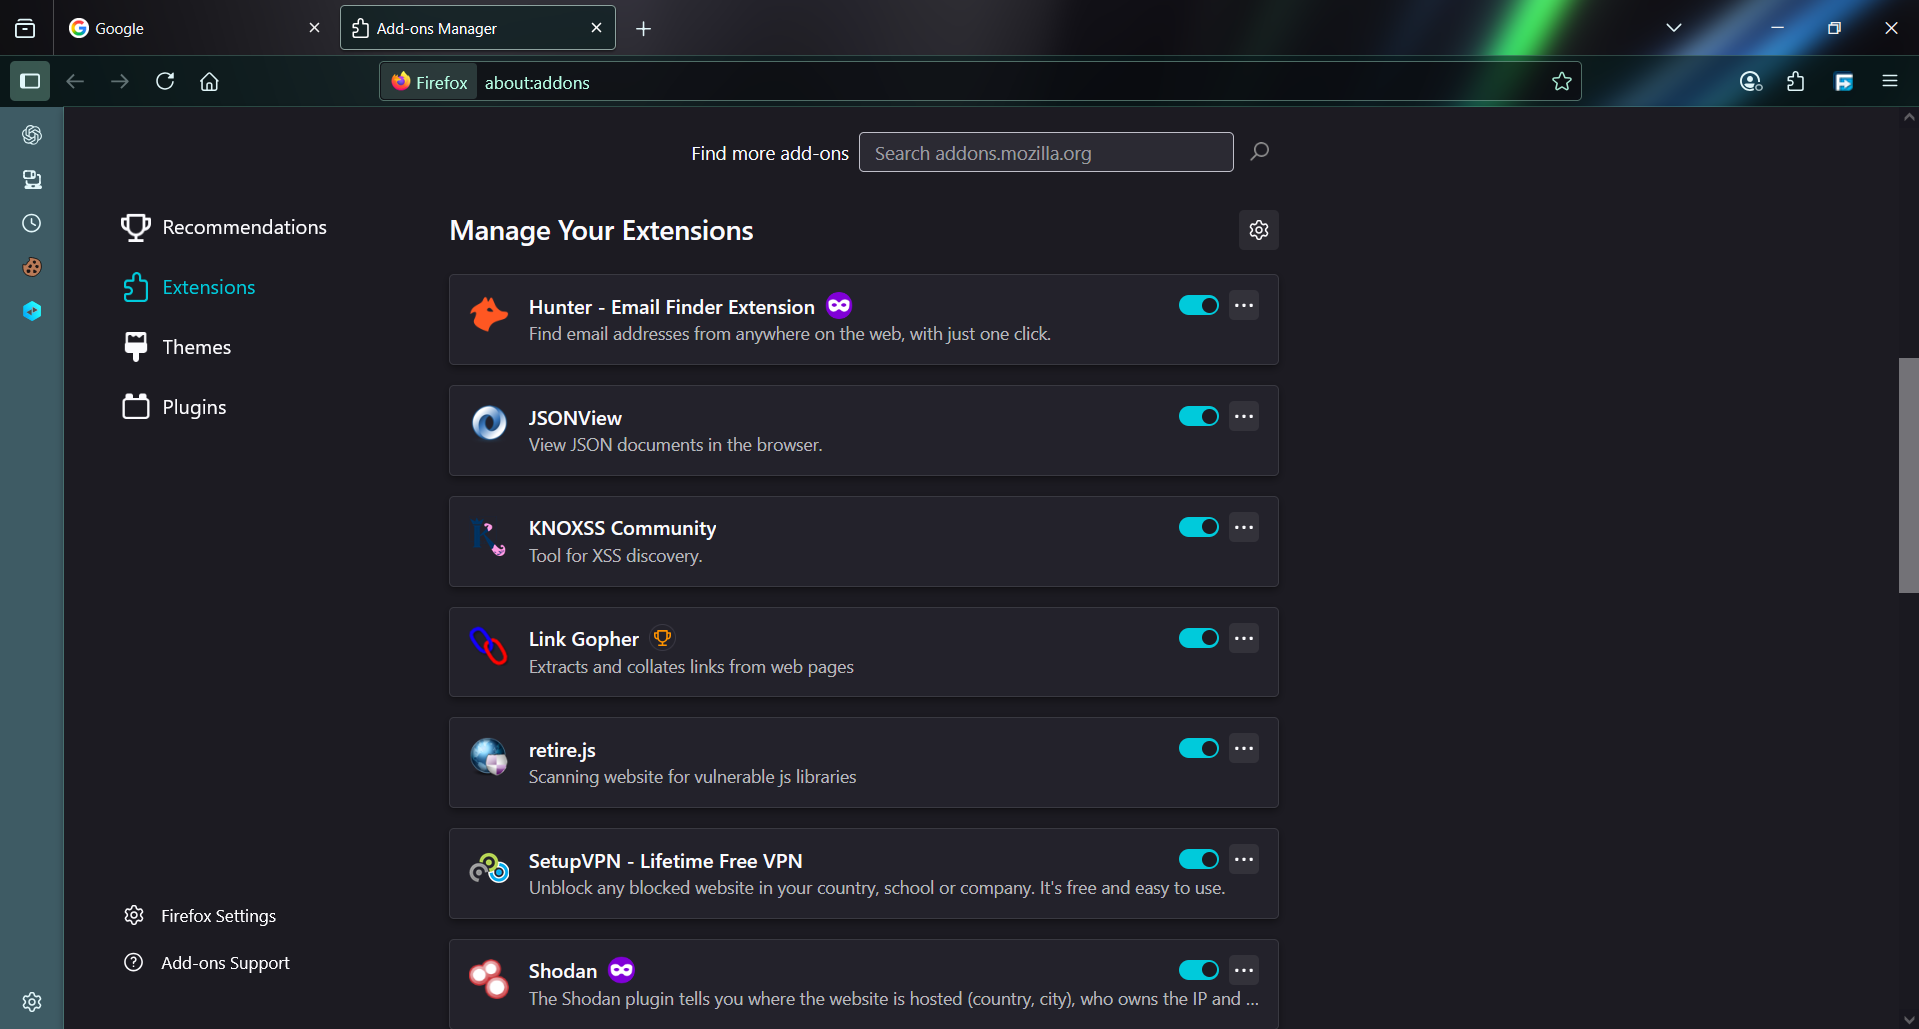 Google
Add-ons Manager
Firefox
about:addons
Find more add-ons
Search addons.mozilla.org
Recommendations
Extensions
Themes
Plugins
Firefox Settings
Add-ons Support
Manage Your Extensions
Hunter - Email Finder Extension
Find email addresses from anywhere on the web, with just one click.
JSONView
View JSON documents in the browser.
KNOXSS Community
Tool for XSS discovery.
Link Gopher
Extracts and collates links from web pages
retire.js
Scanning website for vulnerable js libraries
SetupVPN - Lifetime Free VPN
Unblock any blocked website in your country, school or company. It's free and easy to use.
Shodan
The Shodan plugin tells you where the website is hosted (country, city), who owns the IP and ...